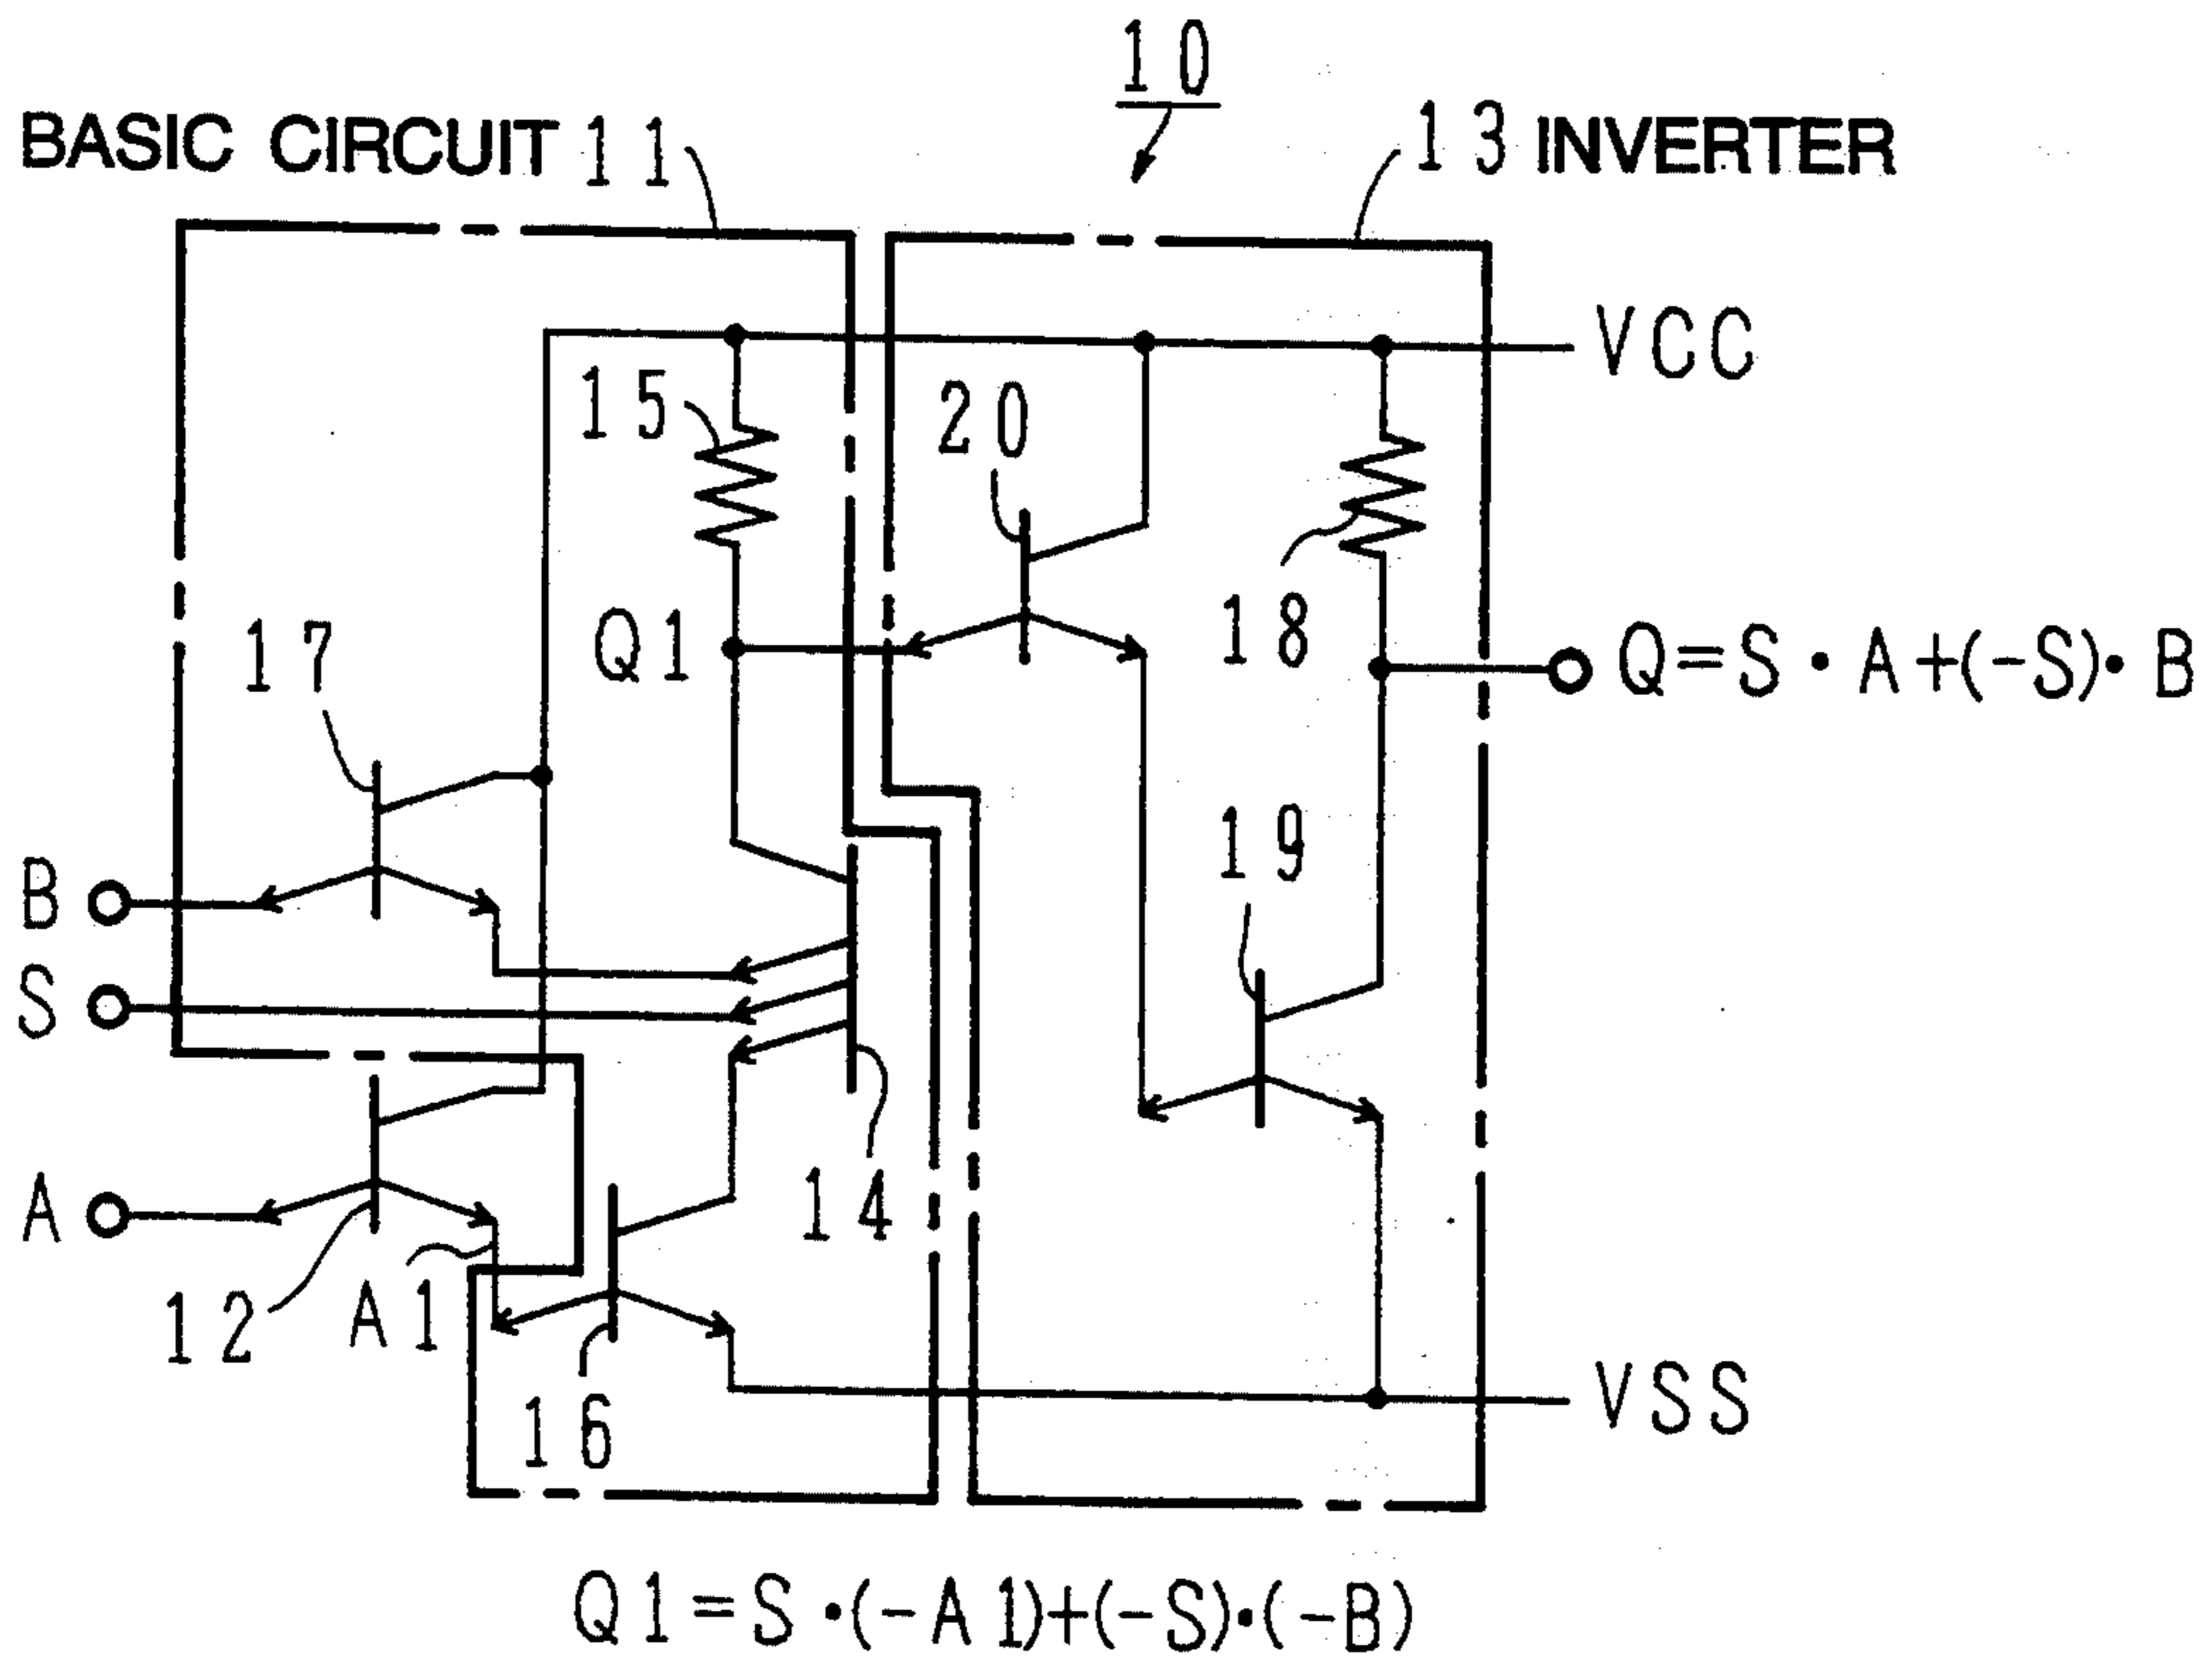 10
BASIC CIRCUIT 11
13 INVERTER
VCC
15
20
17
Q1
18
Q=S・A+(-S)・B
19
B
S
A
14
12
A1
16
VSS
Q1=S・(-A1)+(-S)・(-B)